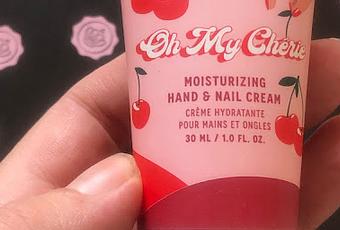 Oh My Chérie
MOISTURIZING
HAND & NAIL CREAM
CRÈME HYDRATANTE
POUR MAINS ET ONGLES
30 ML / 1.0 FL. OZ.